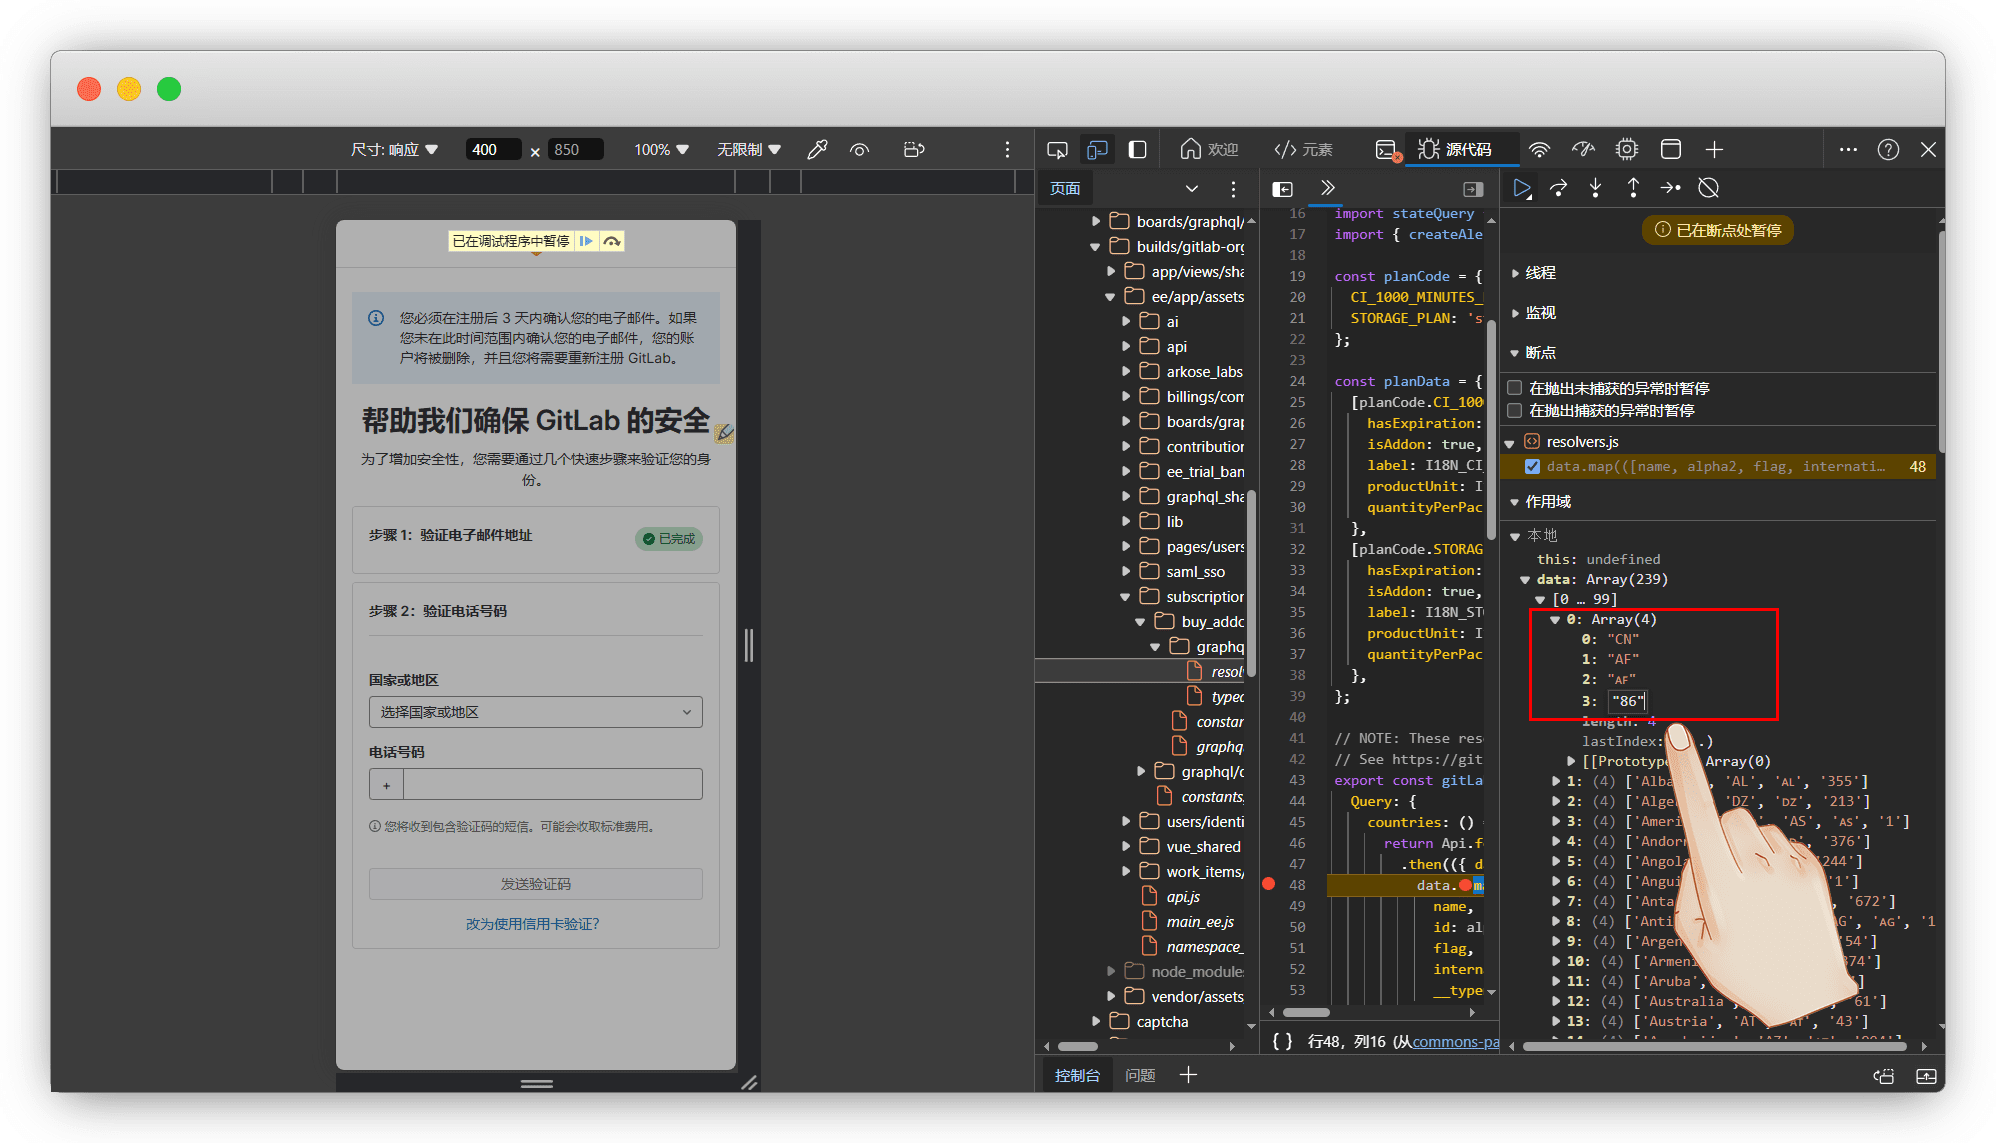 尺寸: 响应
400
×
850
100%
无限制
欢迎
元素
源代码
页面
已在调试程序中暂停
您必须在注册后 3 天内确认您的电子邮件。如果
您未在此时间范围内确认您的电子邮件，您的账
户将被删除，并且您将需要重新注册 GitLab。
帮助我们确保 GitLab 的安全
为了增加安全性，您需要通过几个快速步骤来验证您的身
份。
步骤 1：验证电子邮件地址
已完成
步骤 2：验证电话号码
国家或地区
选择国家或地区
电话号码
+
您将收到包含验证码的短信。可能会收取标准费用。
发送验证码
改为使用信用卡验证?
boards/graphql/
builds/gitlab-org
app/views/sha
ee/app/assets
ai
api
arkose_labs
billings/com
boards/grap
contribution
ee_trial_ban
graphql_sha
lib
pages/users
saml_sso
subscription
buy_addo
graphq
resol
typed
constar
graphq
graphql/c
constants.
users/identi
vue_shared
work_items/
api.js
main_ee.js
namespace_
node_modules
vendor/assets
captcha
16 import stateQuery
17 import { createAle
18
19 const planCode = {
20 CI_1000_MINUTES_
21 STORAGE_PLAN: 's
22 };
23
24 const planData = {
25 [planCode.CI_100
26 hasExpiration:
27 isAddon: true,
28 label: I18N_CI_
29 productUnit: I
30 quantityPerPac
31 },
32 [planCode.STORAG
33 hasExpiration:
34 isAddon: true,
35 label: I18N_ST
36 productUnit: I
37 quantityPerPac
38 },
39 };
40
41 // NOTE: These res
42 // See https://git
43 export const gitLa
44 Query: {
45 countries: ()
46 return Api.f
47 .then(({ d
48 data.ma
49 name,
50 id: al
51 flag,
52 intern
53 __type
{ } 行48，列16 (从commons-pa
已在断点处暂停
线程
监视
断点
在抛出未捕获的异常时暂停
在抛出捕获的异常时暂停
resolvers.js
data.map(([name, alpha2, flag, internati… 48
作用域
本地
this: undefined
data: Array(239)
[0 … 99]
0: Array(4)
0: "CN"
1: "AF"
2: "🇦🇫"
3: "86"
length: 4
lastIndex: .)
[[Prototype Array(0)
1: (4) ['Alba 'AL', '🇦🇱', '355']
2: (4) ['Alge 'DZ', '🇩🇿', '213']
3: (4) ['Ameri 'AS', '🇦🇸', '1']
4: (4) ['Andorr '376']
5: (4) ['Angola 244']
6: (4) ['Angui '1']
7: (4) ['Anta '672']
8: (4) ['Anti AG', '🇦🇬', '1
9: (4) ['Argen 54']
10: (4) ['Armeni 374']
11: (4) ['Aruba', ]
12: (4) ['Australia 61']
13: (4) ['Austria', 'AT '43']
控制台
问题